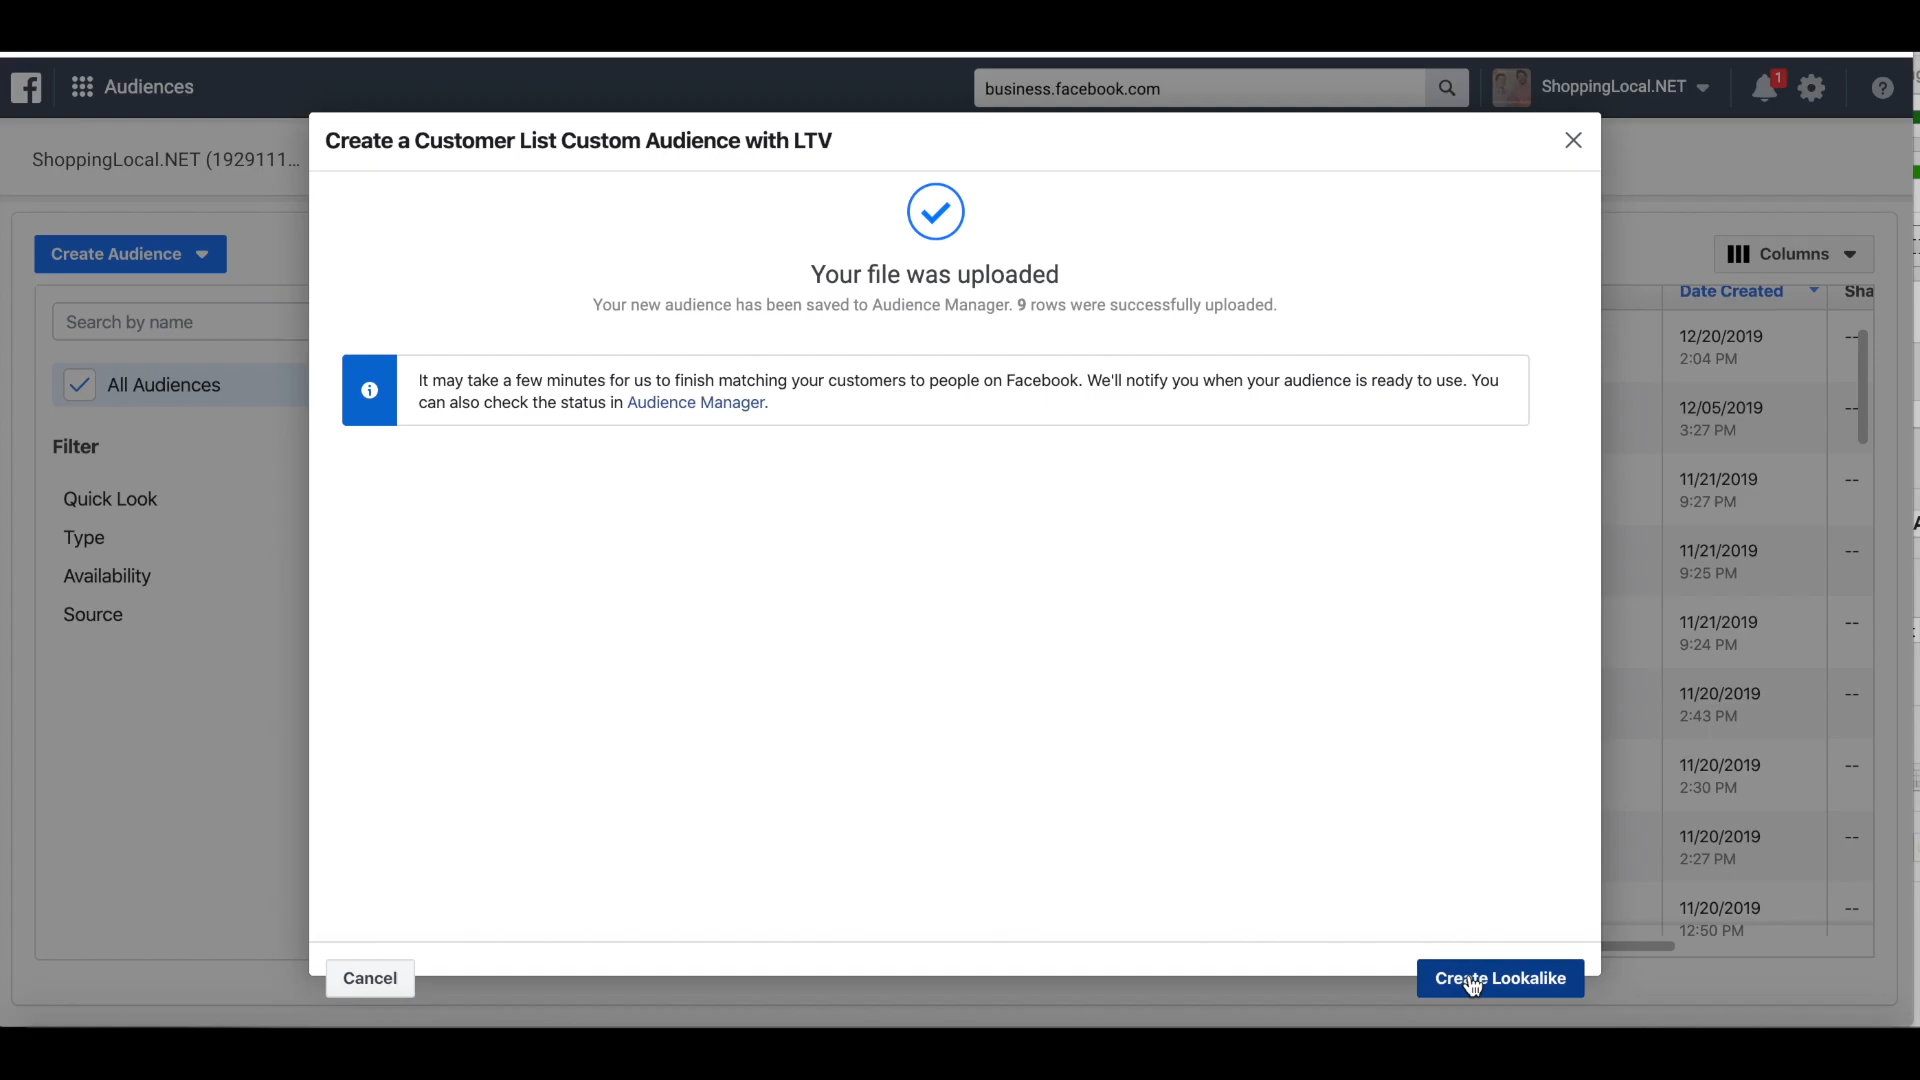 Audiences
business.facebook.com
ShoppingLocal.NET
1
?
ShoppingLocal.NET (1929111...
Create a Customer List Custom Audience with LTV
Create Audience
Columns
Your file was uploaded
Your new audience has been saved to Audience Manager. 9 rows were successfully uploaded.
Search by name
All Audiences
It may take a few minutes for us to finish matching your customers to people on Facebook. We'll notify you when your audience is ready to use. You
can also check the status in Audience Manager.
Filter
Quick Look
Type
Availability
Source
Date Created
Sha
12/20/2019
2:04 PM
--
12/05/2019
3:27 PM
--
11/21/2019
9:27 PM
--
11/21/2019
9:25 PM
--
11/21/2019
9:24 PM
--
11/20/2019
2:43 PM
--
11/20/2019
2:30 PM
--
11/20/2019
2:27 PM
--
11/20/2019
12:50 PM
--
Cancel
Create Lookalike